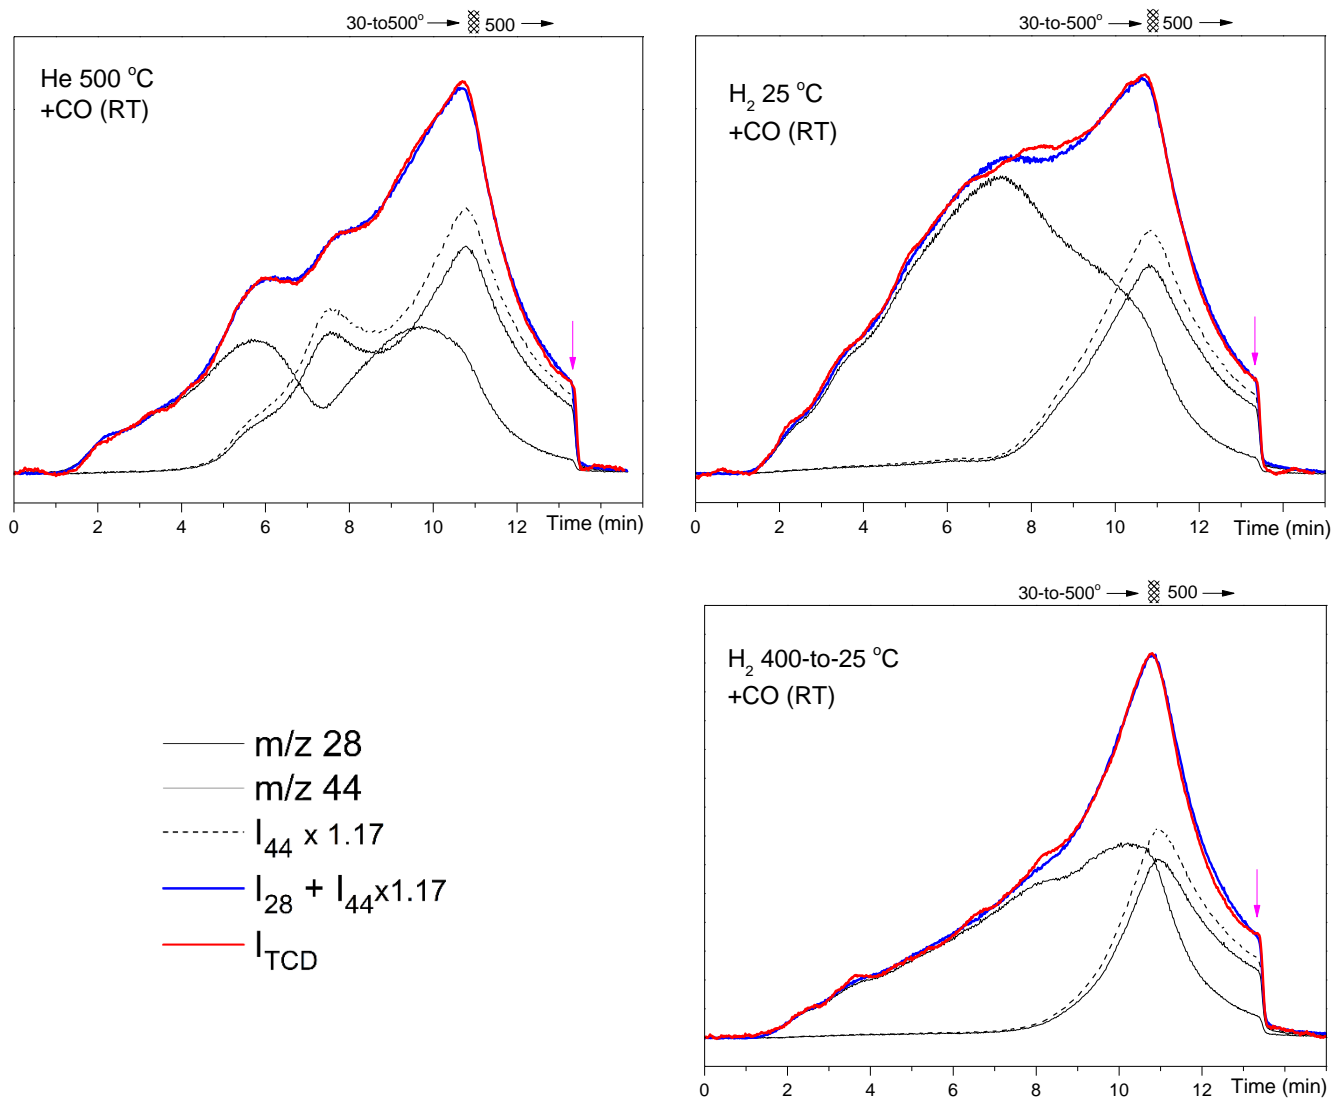 30-to500° → 500 →
He 500 °C
+CO (RT)
0 2 4 6 8 10 12 Time (min)
30-to-500° → 500 →
H₂ 25 °C
+CO (RT)
0 2 4 6 8 10 12 Time (min)
30-to-500° → 500 →
H₂ 400-to-25 °C
+CO (RT)
0 2 4 6 8 10 12 Time (min)
m/z 28
m/z 44
I₄₄ x 1.17
I₂₈ + I₄₄x1.17
I_TCD